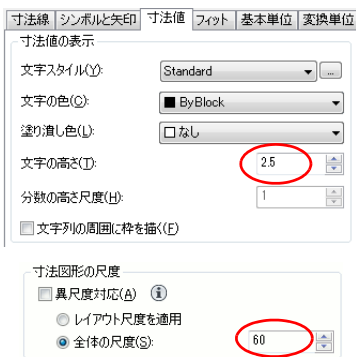 寸法線 シンボルと矢印 寸法値 フィット 基本単位 変換単位
寸法値の表示
文字スタイル(Y): Standard ...
文字の色(C): ByBlock
塗り潰し色(L): なし
文字の高さ(T): 2.5
分数の高さ尺度(H): 1
文字列の周囲に枠を描く(F)
寸法図形の尺度
異尺度対応(A) i
レイアウト尺度を適用
全体の尺度(S): 60